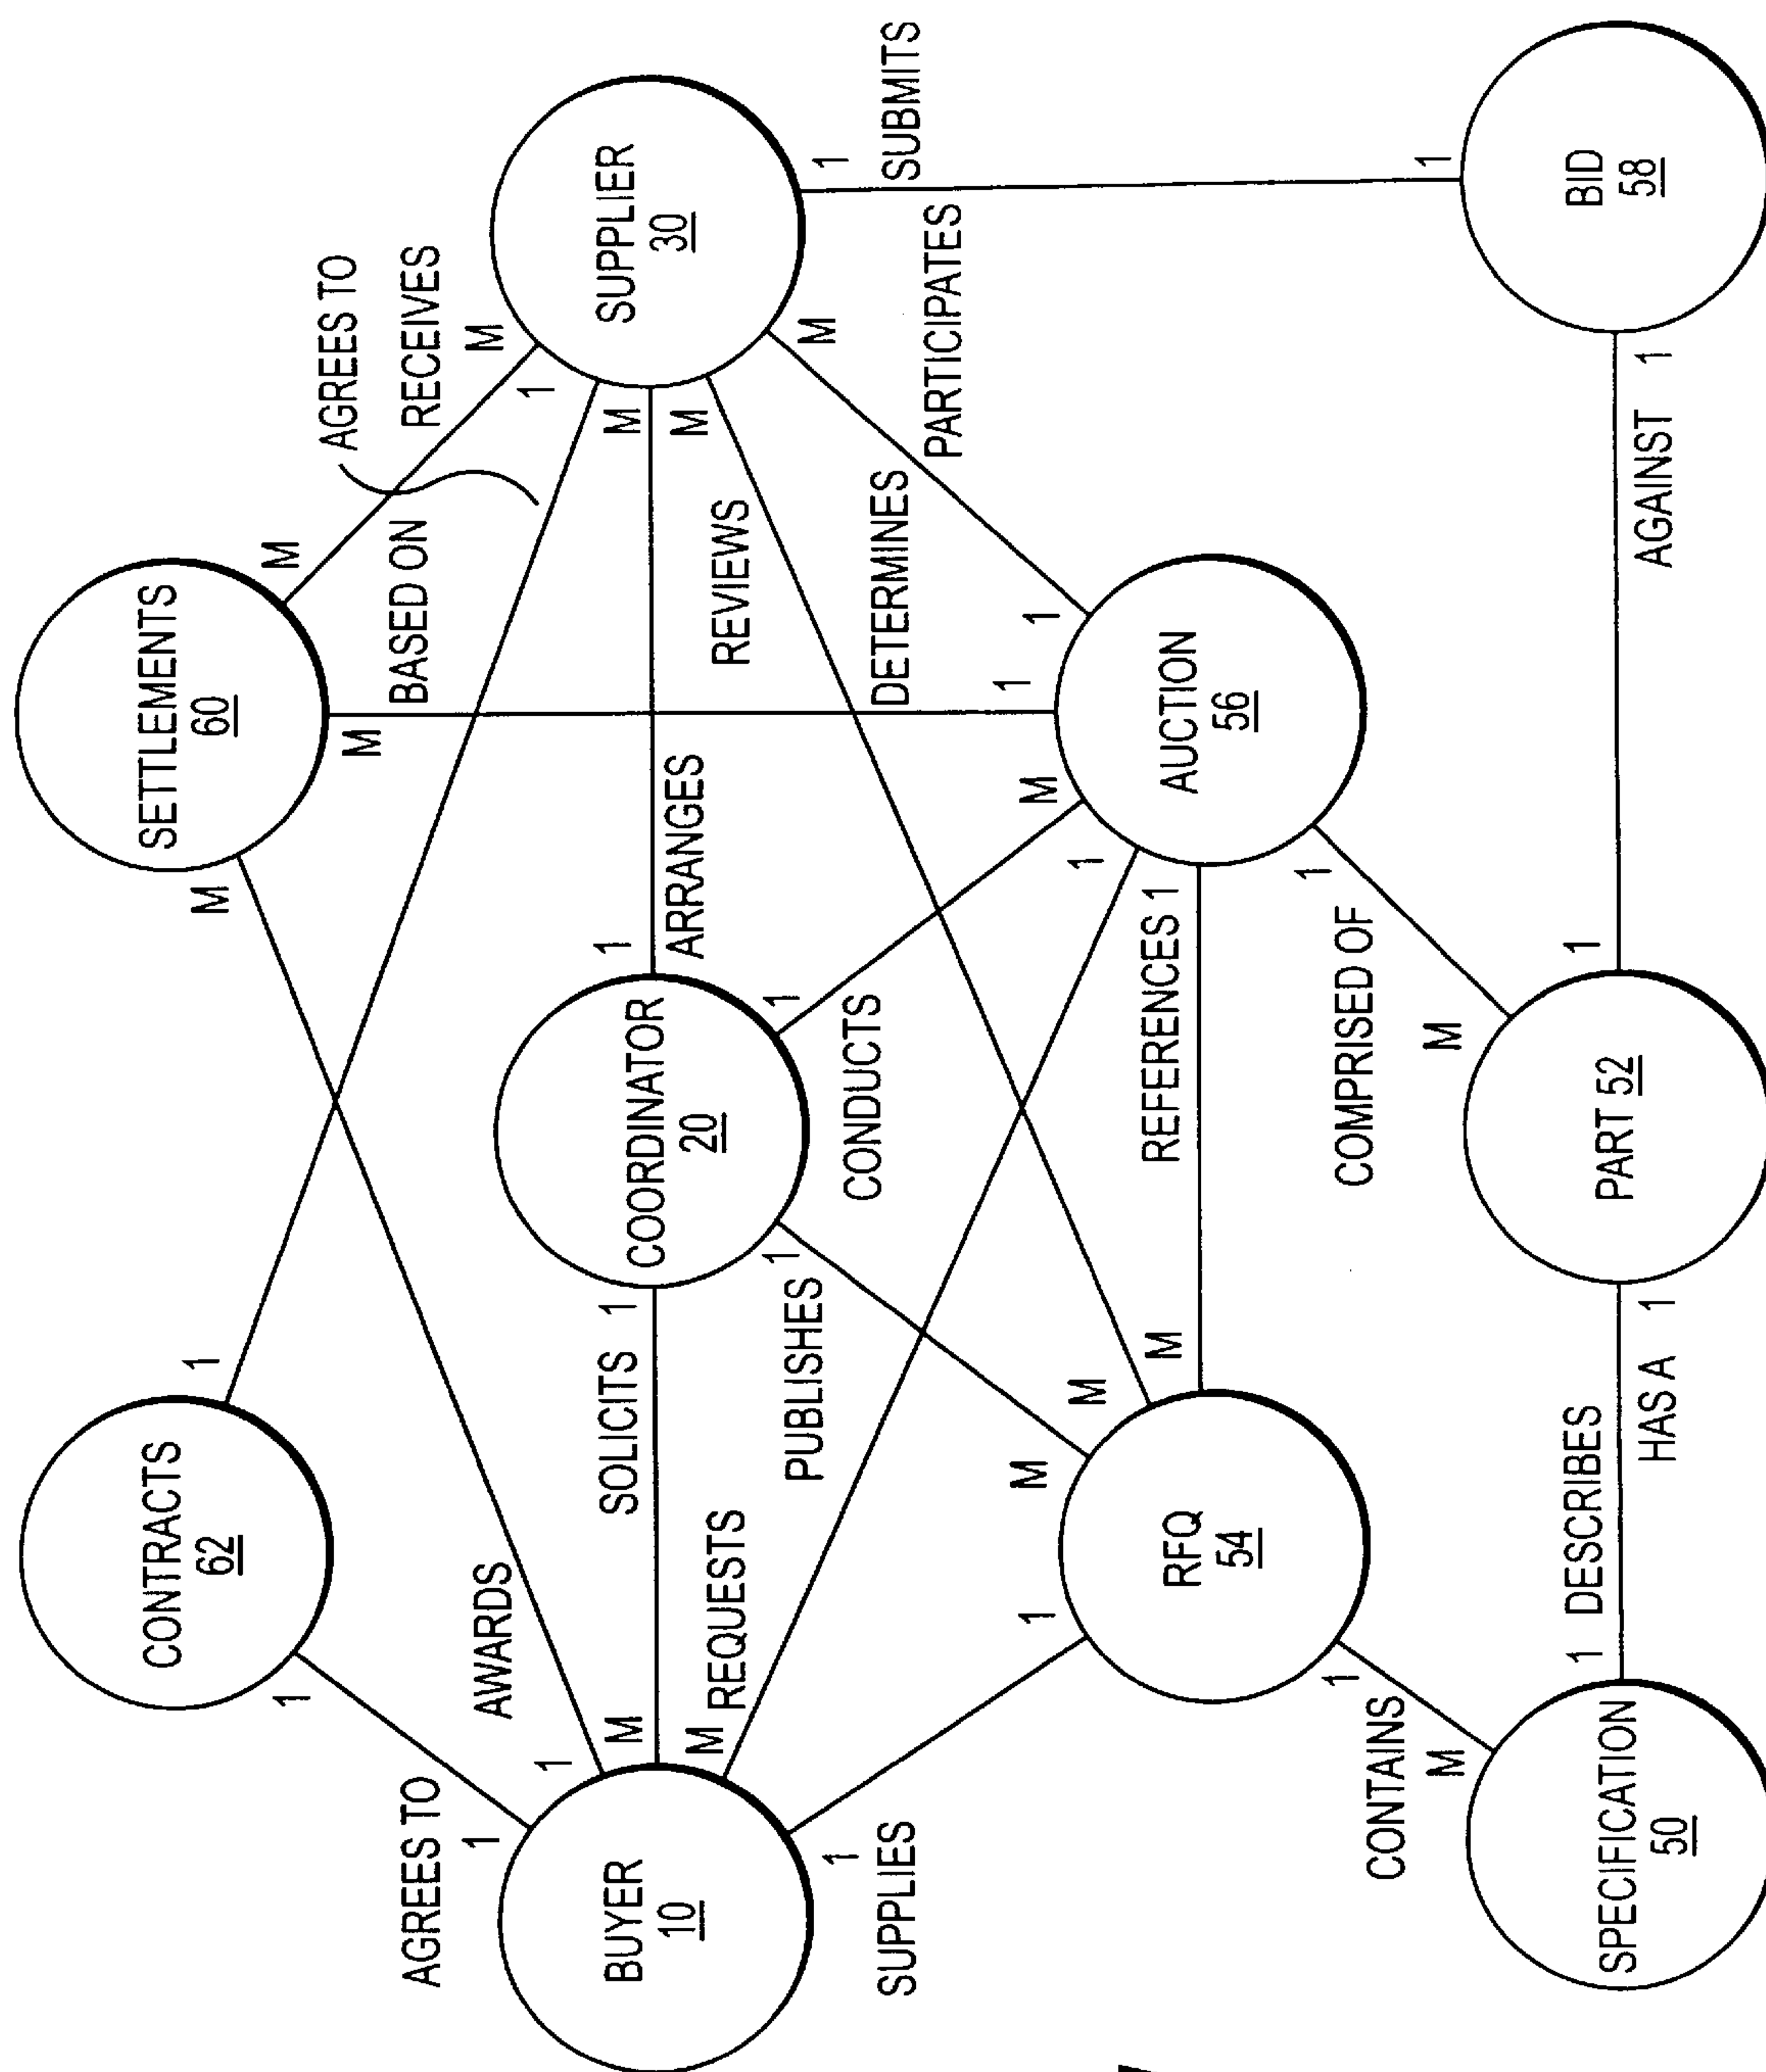 CONTRACTS
62
SETTLEMENTS
60
1
M
1
M
AGREES TO
M
AGREES TO
BASED ON
RECEIVES
1
M
AWARDS
1
1
BUYER
10
M
SOLICITS 1
COORDINATOR
20
1
ARRANGES
M
M
SUPPLIER
30
M
REQUESTS
REVIEWS
PUBLISHES
1
1
M
1
1
SUPPLIES
CONDUCTS
DETERMINES
PARTICIPATES
SUBMITS
1
M
M
1
M
1
1
RFQ
54
M
REFERENCES 1
AUCTION
56
1
CONTAINS
COMPRISED OF
1
M
M
1
SPECIFICATION
50
1 DESCRIBES
HAS A 1
PART 52
1
AGAINST 1
BID
58